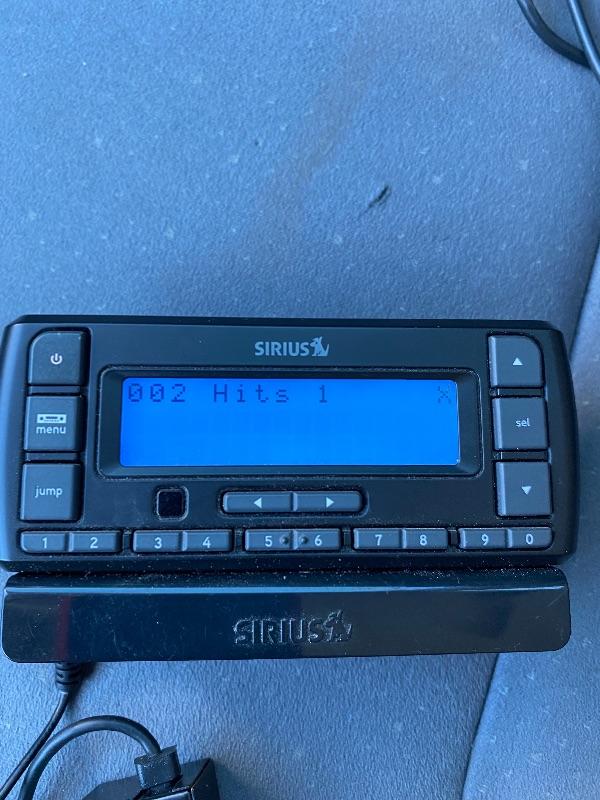 SIRIUS
002 Hits 1 X
menu
sel
jump
1 2 3 4 5 6 7 8 9 0
SIRIUS